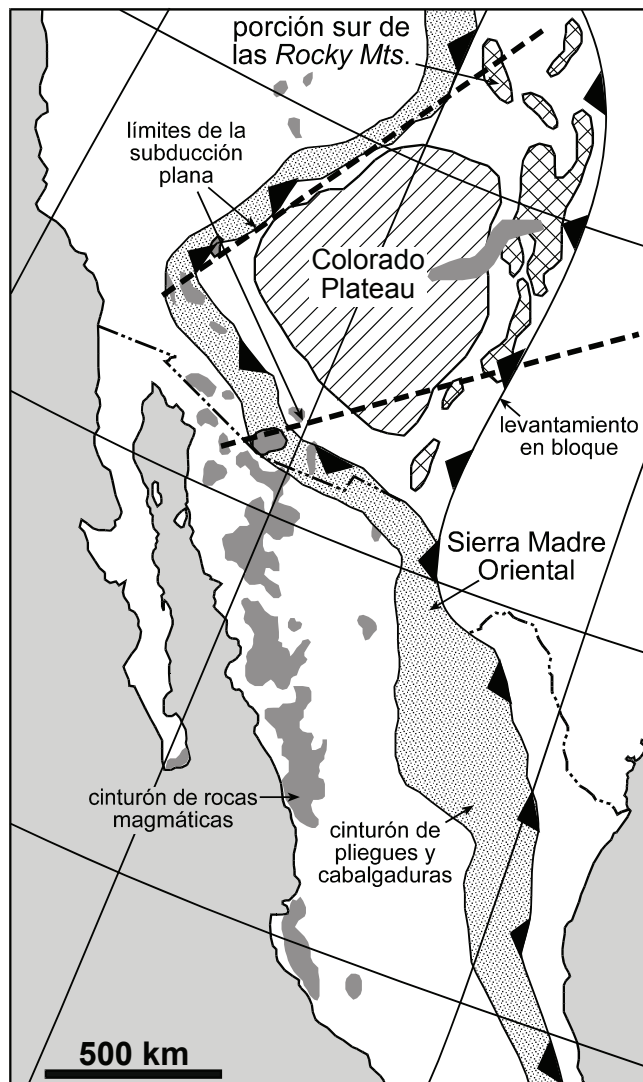 porción sur de
las Rocky Mts.
límites de la
subducción
plana
Colorado
Plateau
levantamiento
en bloque
Sierra Madre
Oriental
cinturón de rocas
magmáticas
cinturón de
pliegues y
cabalgaduras
500 km